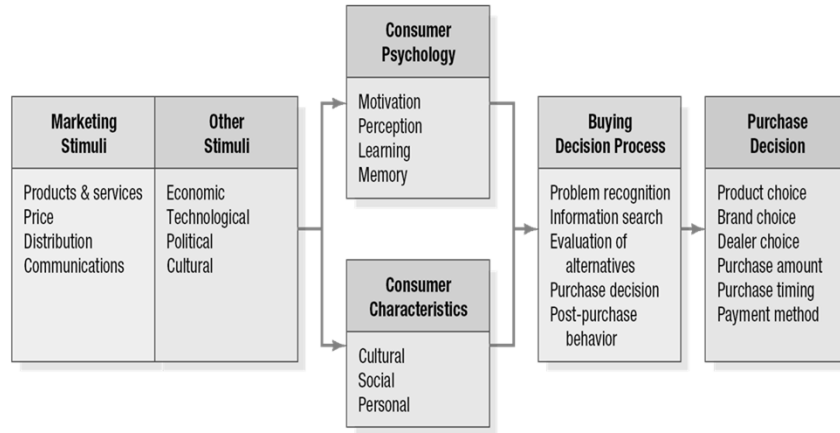 Marketing
Stimuli
Products & services
Price
Distribution
Communications
Other
Stimuli
Economic
Technological
Political
Cultural
Consumer
Psychology
Motivation
Perception
Learning
Memory
Consumer
Characteristics
Cultural
Social
Personal
Buying
Decision Process
Problem recognition
Information search
Evaluation of
alternatives
Purchase decision
Post-purchase
behavior
Purchase
Decision
Product choice
Brand choice
Dealer choice
Purchase amount
Purchase timing
Payment method